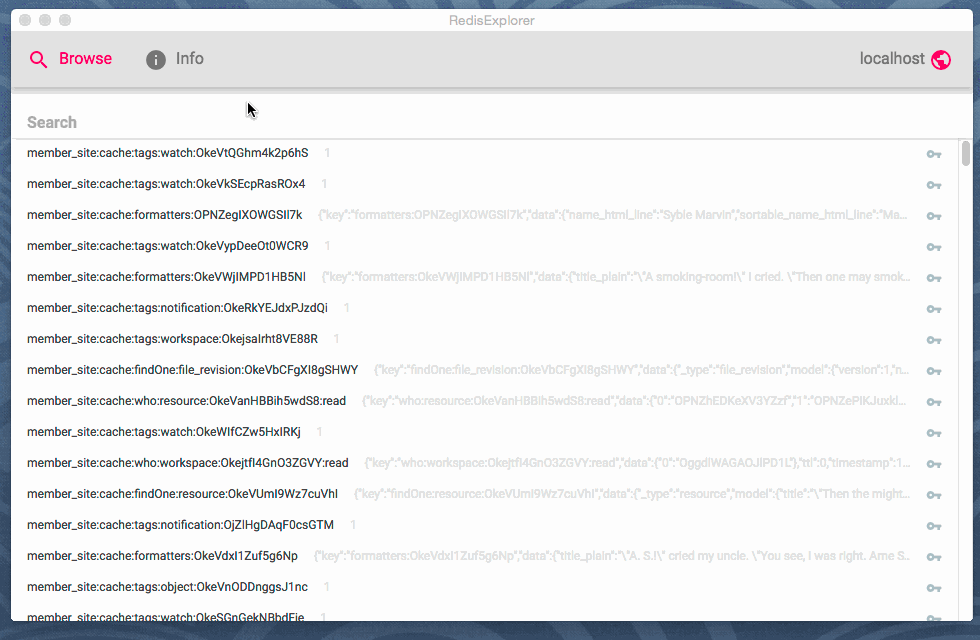 RedisExplorer
Browse Info localhost
Search
member_site:cache:tags:watch:OkeVtQGhm4k2p6hS 1
member_site:cache:tags:watch:OkeVkSEcpRasROx4 1
member_site:cache:formatters:OPNZegIXOWGSIl7k {"key":"formatters:OPNZegIXOWGSIl7k","data":{"name_html_line":"Syble Marvin","sortable_name_html_line":"Ma...
member_site:cache:tags:watch:OkeVypDeeOt0WCR9 1
member_site:cache:formatters:OkeVWjIMPD1HB5NI {"key":"formatters:OkeVWjIMPD1HB5NI","data":{"title_plain":"\"A smoking-room!\" I cried. \"Then one may smok...
member_site:cache:tags:notification:OkeRkYEJdxPJzdQi 1
member_site:cache:tags:workspace:OkejsaIrht8VE88R 1
member_site:cache:findOne:file_revision:OkeVbCFgXI8gSHWY {"key":"findOne:file_revision:OkeVbCFgXI8gSHWY","data":{"_type":"file_revision","model":{"version":1,"n...
member_site:cache:who:resource:OkeVanHBBih5wdS8:read {"key":"who:resource:OkeVanHBBih5wdS8:read","data":{"0":"OPNZhEDKeXV3YZzf","1":"OPNZePlKJuxkl...
member_site:cache:tags:watch:OkeWIfCZw5HxIRKj 1
member_site:cache:who:workspace:OkejtfI4GnO3ZGVY:read {"key":"who:workspace:OkejtfI4GnO3ZGVY:read","data":{"0":"OggdIWAGAOJIPD1L"},"ttl":0,"timestamp":1...
member_site:cache:findOne:resource:OkeVUmI9Wz7cuVhI {"key":"findOne:resource:OkeVUmI9Wz7cuVhI","data":{"_type":"resource","model":{"title":"\"Then the might...
member_site:cache:tags:notification:OjZIHgDAqF0csGTM 1
member_site:cache:formatters:OkeVdxI1Zuf5g6Np {"key":"formatters:OkeVdxI1Zuf5g6Np","data":{"title_plain":"\"A. S.!\" cried my uncle. \"You see, I was right. Arne S...
member_site:cache:tags:object:OkeVnODDnggsJ1nc 1
member_site:cache:tags:watch:OkeSGnGekNBbdFie 1